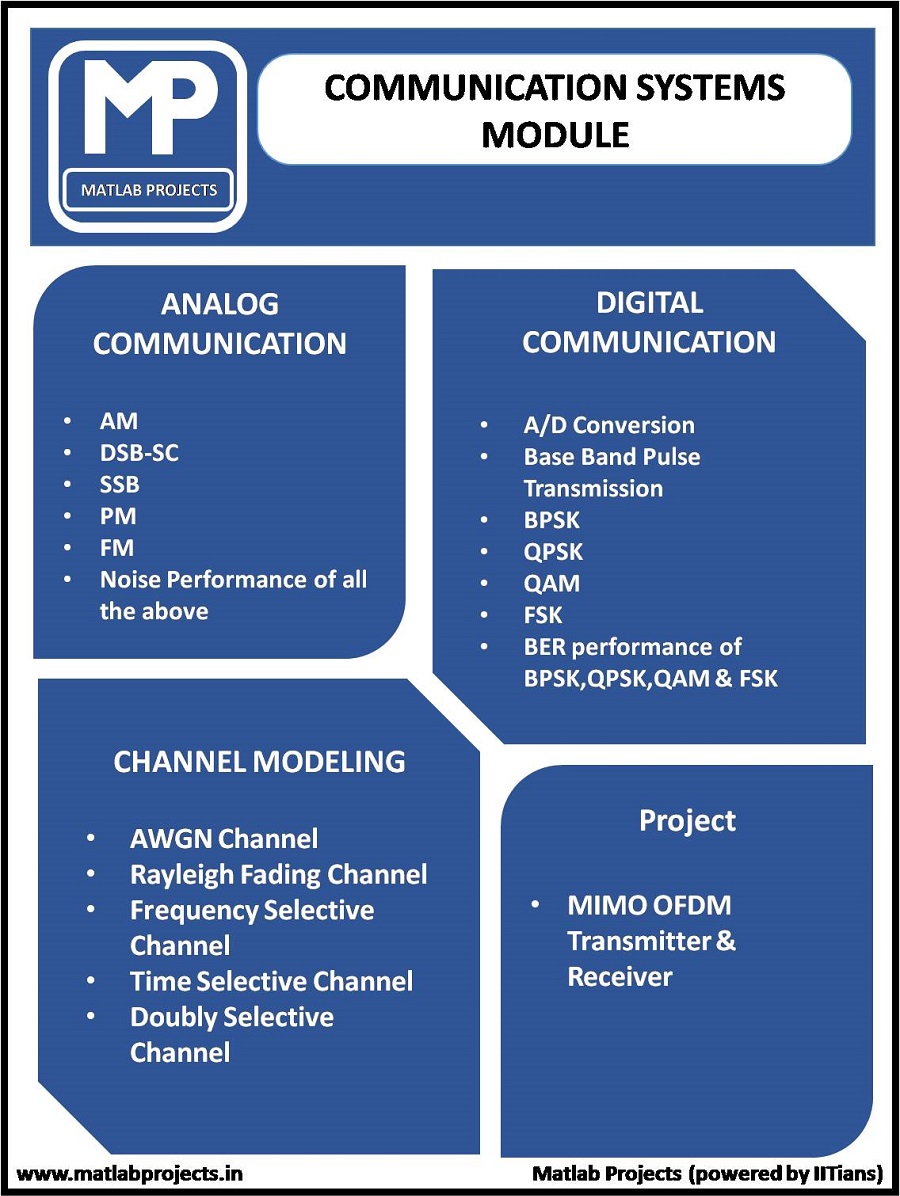 MP
MATLAB PROJECTS
COMMUNICATION SYSTEMS
MODULE
ANALOG
COMMUNICATION
• AM
• DSB-SC
• SSB
• PM
• FM
• Noise Performance of all
the above
DIGITAL
COMMUNICATION
• A/D Conversion
• Base Band Pulse
Transmission
• BPSK
• QPSK
• QAM
• FSK
• BER performance of
BPSK,QPSK,QAM & FSK
CHANNEL MODELING
• AWGN Channel
• Rayleigh Fading Channel
• Frequency Selective
Channel
• Time Selective Channel
• Doubly Selective
Channel
Project
• MIMO OFDM
Transmitter &
Receiver
www.matlabprojects.in
Matlab Projects (powered by IITians)